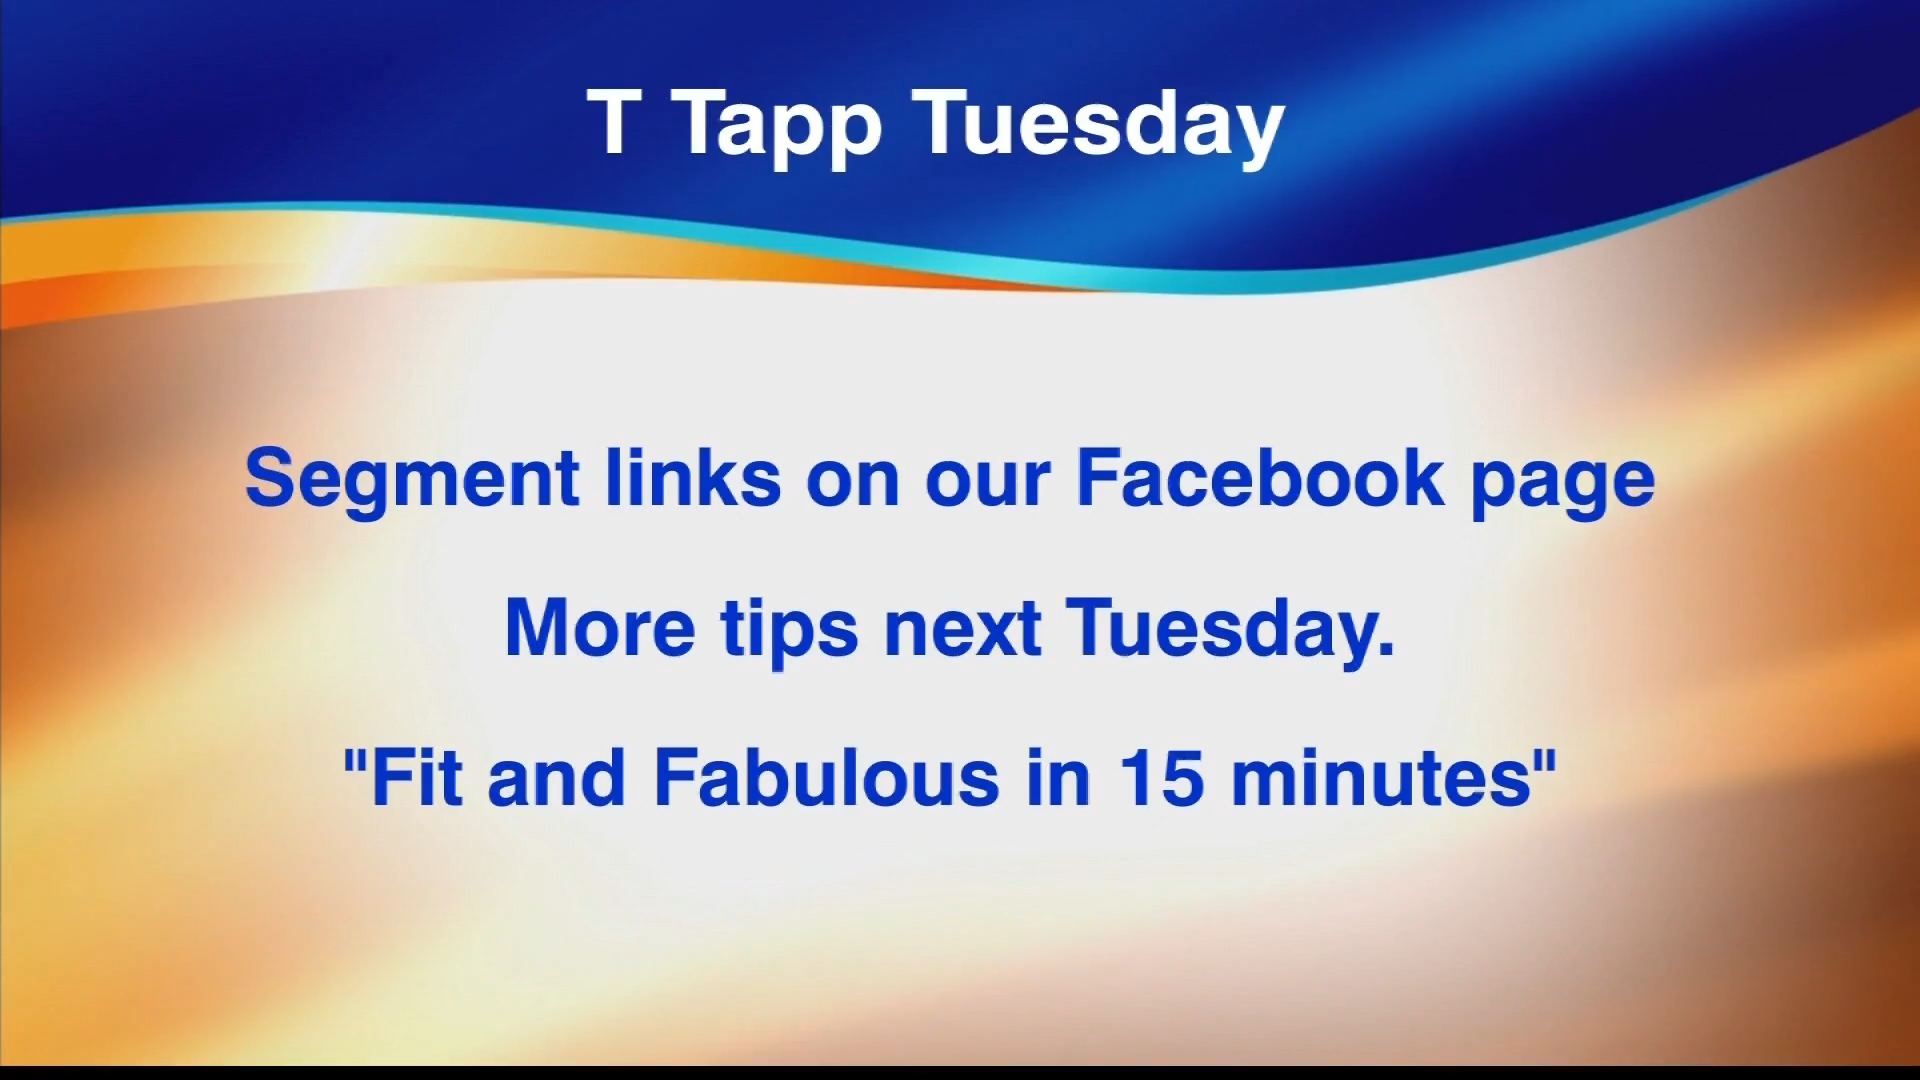 T Tapp Tuesday
Segment links on our Facebook page
More tips next Tuesday.
"Fit and Fabulous in 15 minutes"